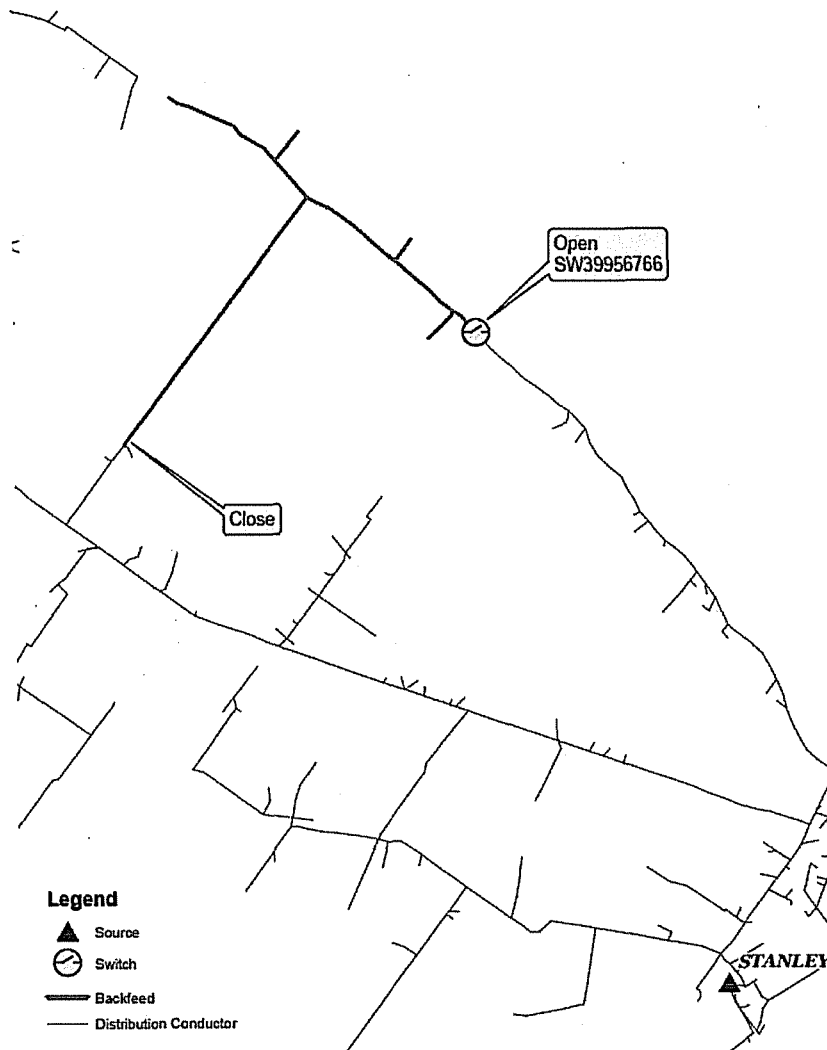 Open
SW39956766
Close
Legend
Source
Switch
Backfeed
Distribution Conductor
STANLEY